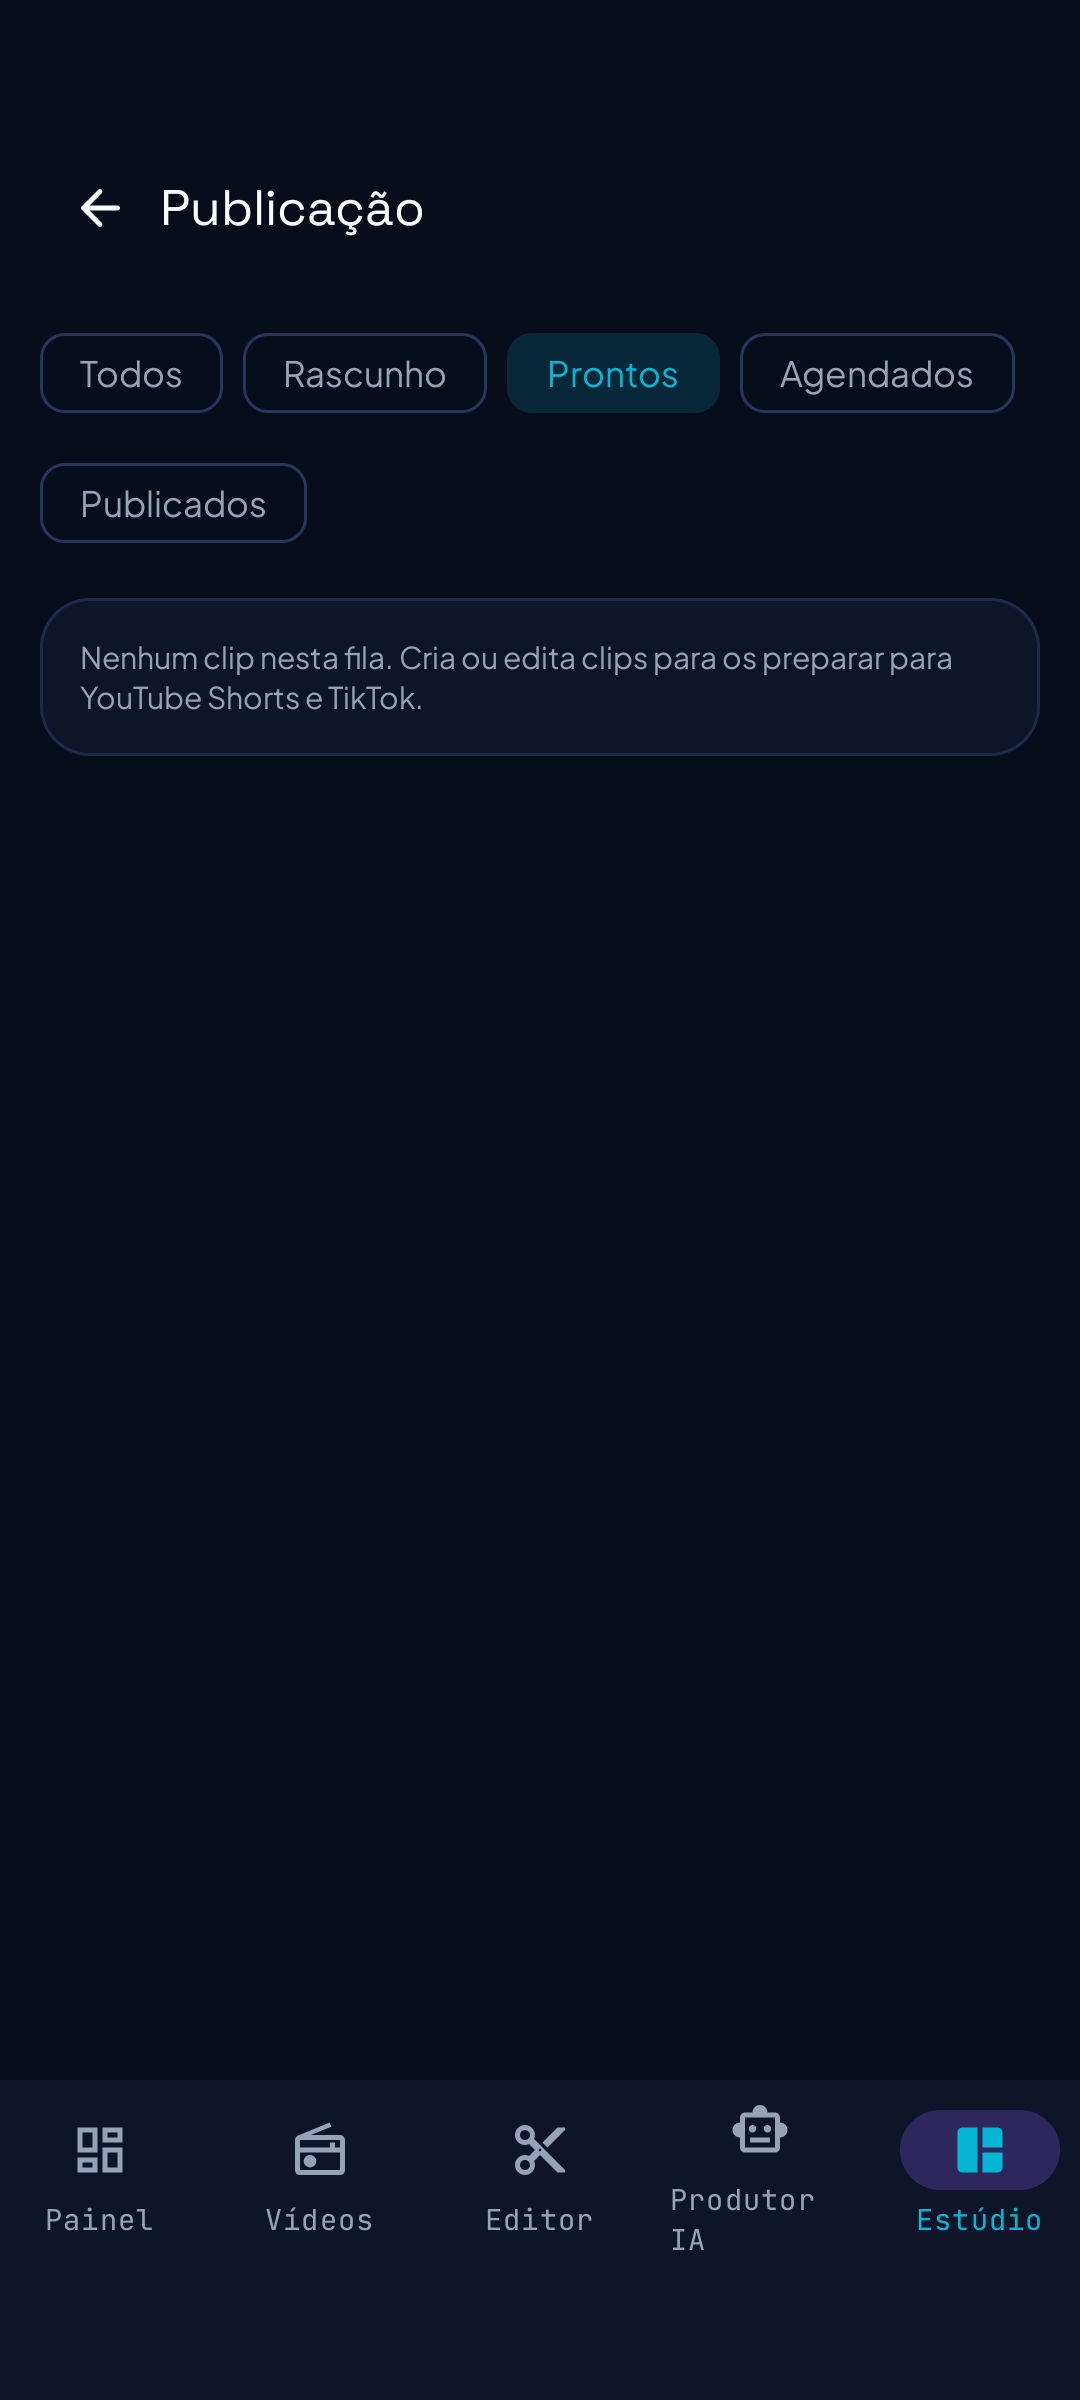 Publicação
Todos
Rascunho
Prontos
Agendados
Publicados
Nenhum clip nesta fila. Cria ou edita clips para os preparar para
YouTube Shorts e TikTok.
Painel
Vídeos
Editor
Produtor
IA
Estúdio